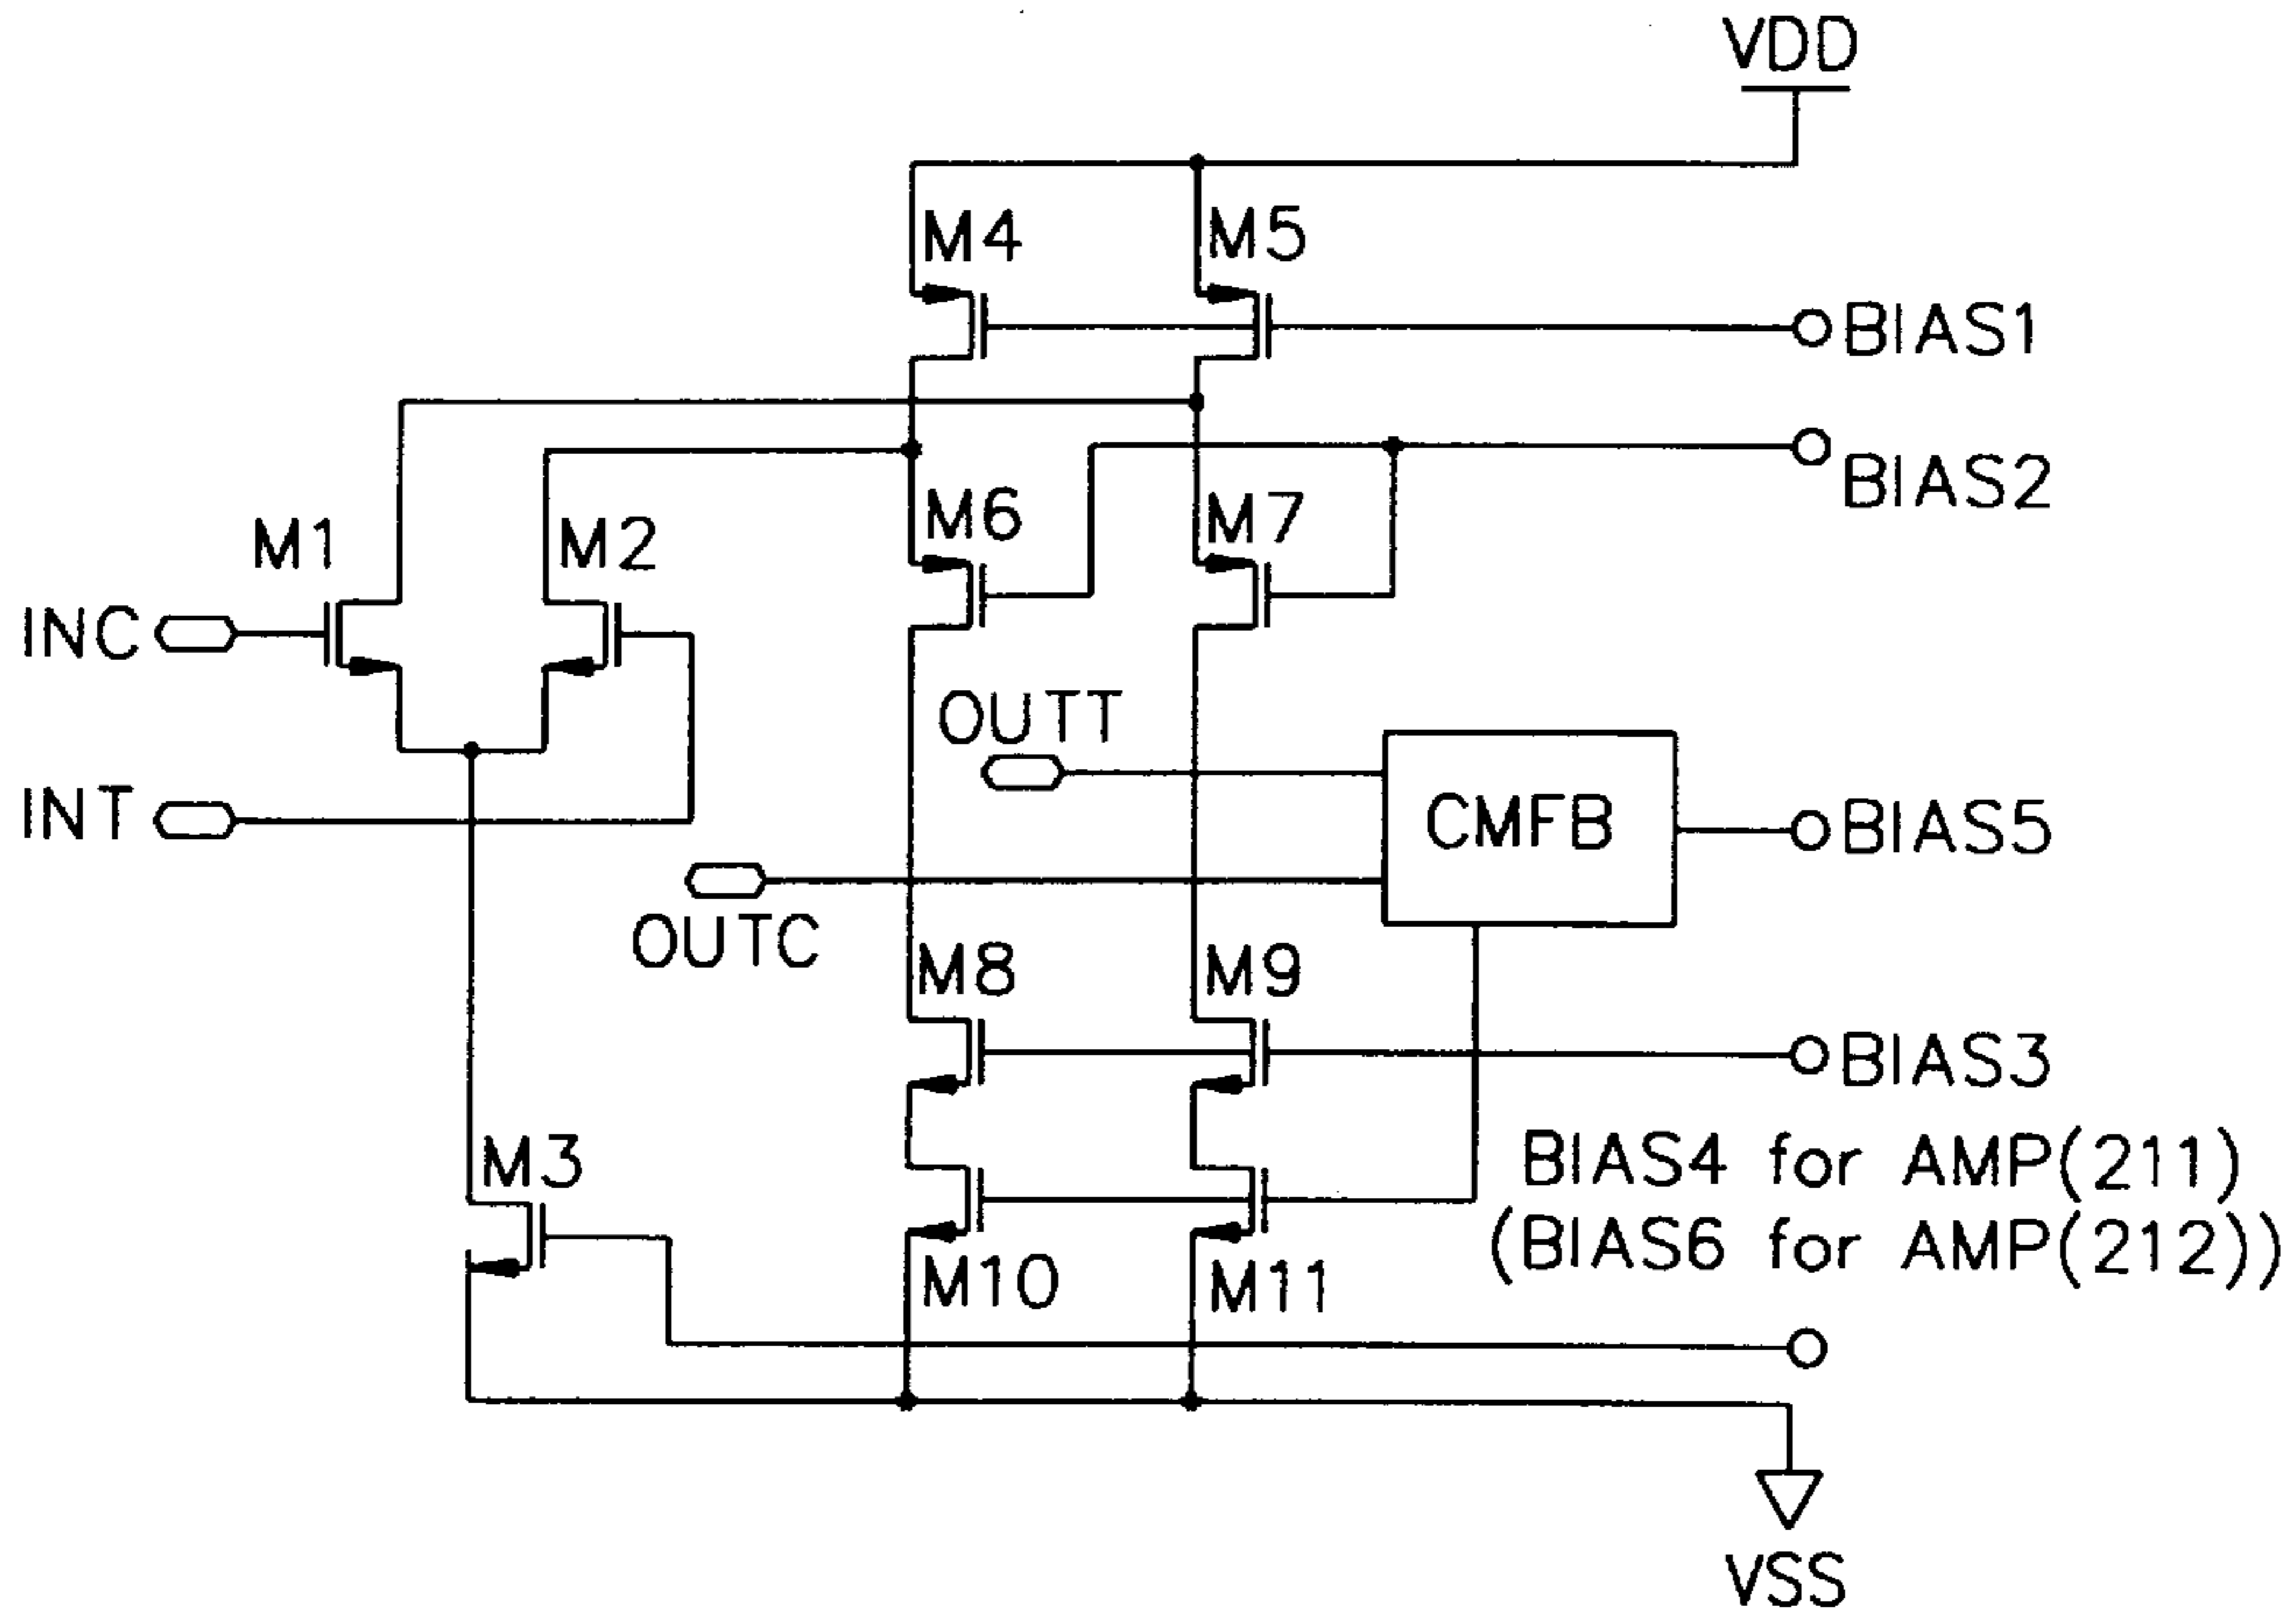 VDD
M4
M5
BIAS1
BIAS2
M6
M7
M1
M2
INC
OUTT
INT
CMFB
BIAS5
OUTC
M8
M9
BIAS3
M3
BIAS4 for AMP(211)
(BIAS6 for AMP(212))
M10
M11
VSS